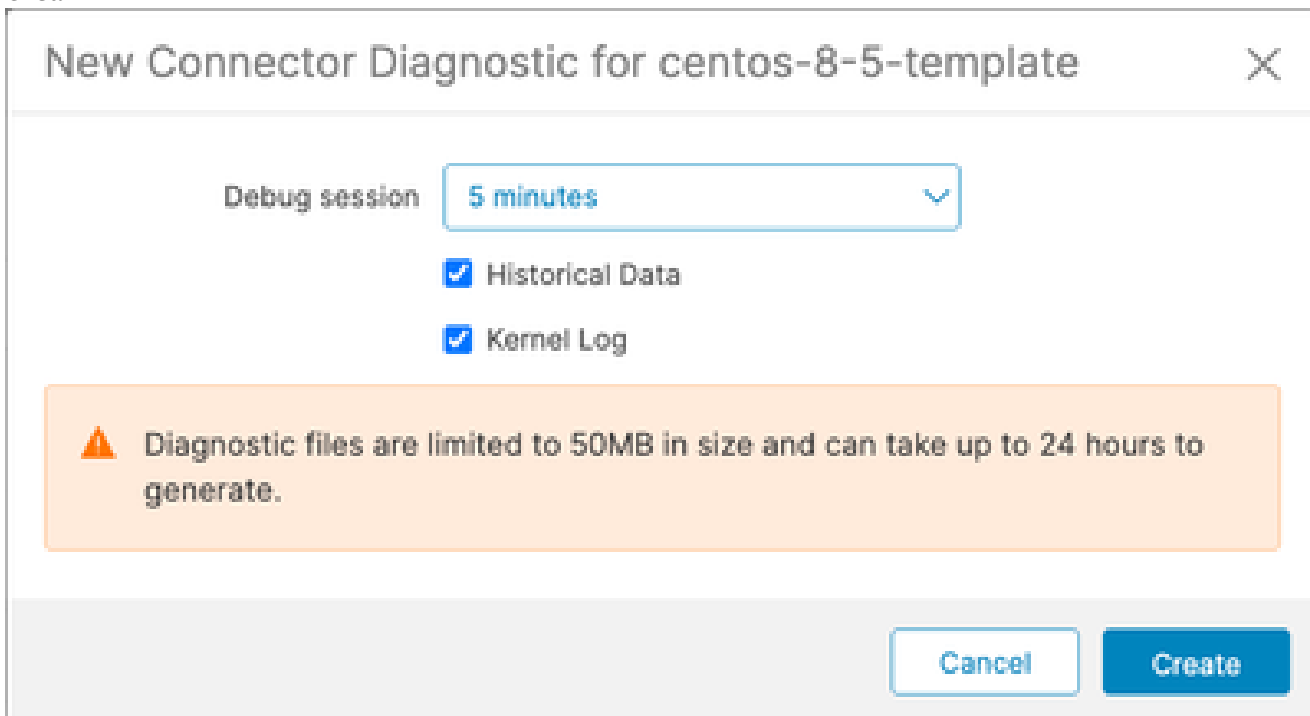 New Connector Diagnostic for centos-8-5-template
Debug session 5 minutes
Historical Data
Kernel Log
Diagnostic files are limited to 50MB in size and can take up to 24 hours to
generate.
Cancel Create